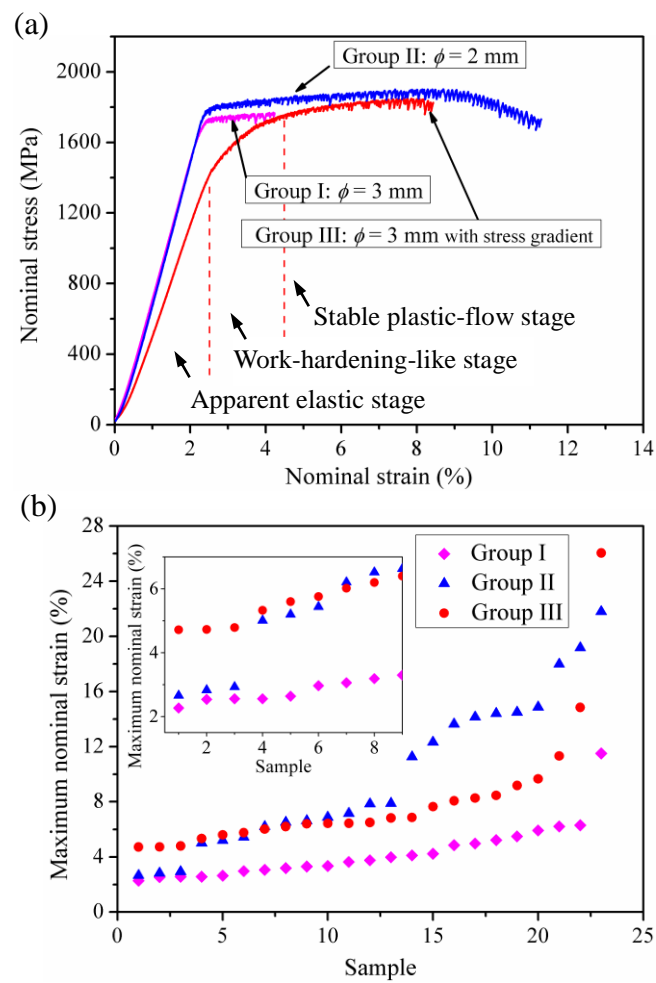 (a)
2200
2000
1600
1200
800
400
0
0
2
4
6
8
10
12
14
Nominal stress (MPa)
Nominal strain (%)
Group II: ϕ = 2 mm
Group I: ϕ = 3 mm
Group III: ϕ = 3 mm with stress gradient
Stable plastic-flow stage
Work-hardening-like stage
Apparent elastic stage
(b)
28
24
20
16
12
8
4
0
0
5
10
15
20
25
Maximum nominal strain (%)
Sample
Group I
Group II
Group III
6
4
2
2
4
6
8
Maximum nominal strain (%)
Sample